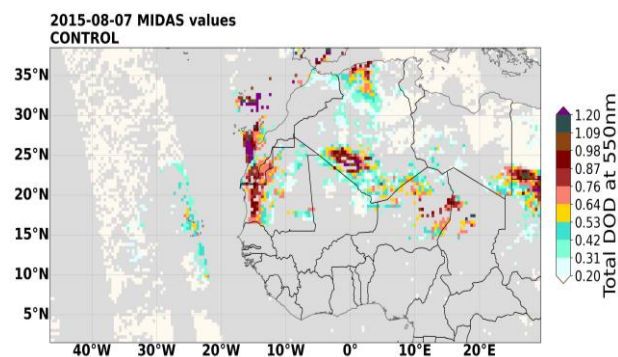 2015-08-07 MIDAS values
CONTROL
35°N
30°N
25°N
20°N
15°N
10°N
5°N
40°W 30°W 20°W 10°W 0° 10°E 20°E
1.20
1.09
0.98
0.87
0.76
0.64
0.53
0.42
0.31
0.20
Total DOD at 550nm